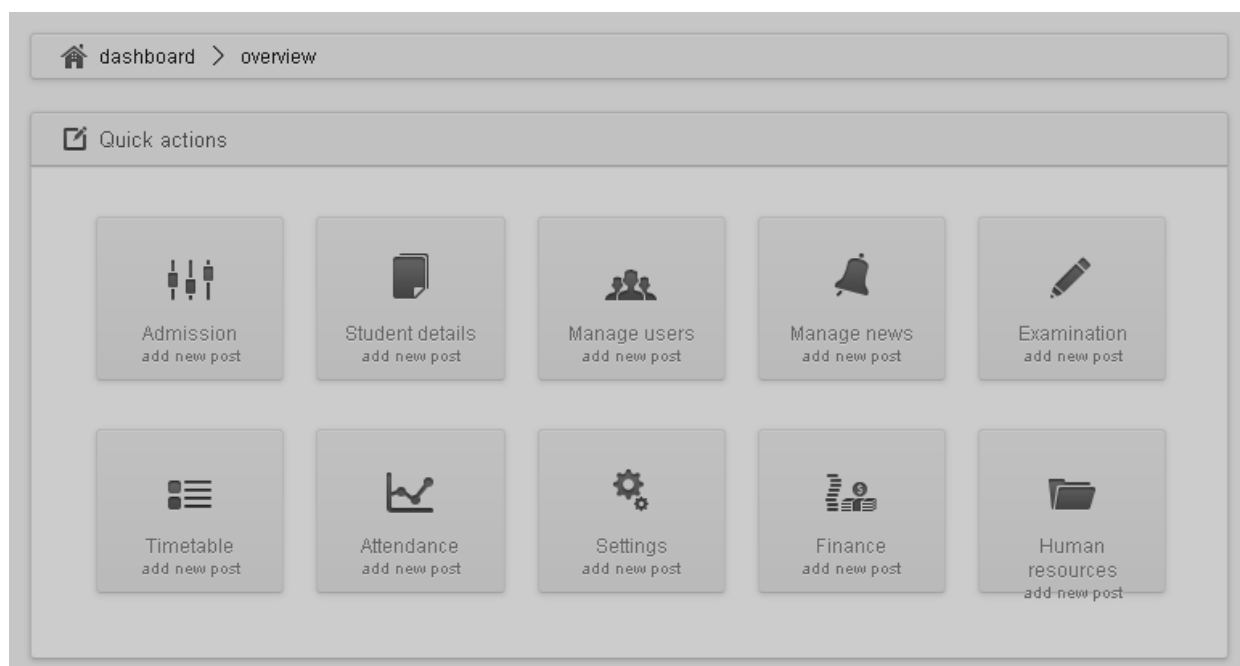 dashboard > overview
Quick actions
Admission
add new post
Student details
add new post
Manage users
add new post
Manage news
add new post
Examination
add new post
Timetable
add new post
Attendance
add new post
Settings
add new post
Finance
add new post
Human
resources
add new post